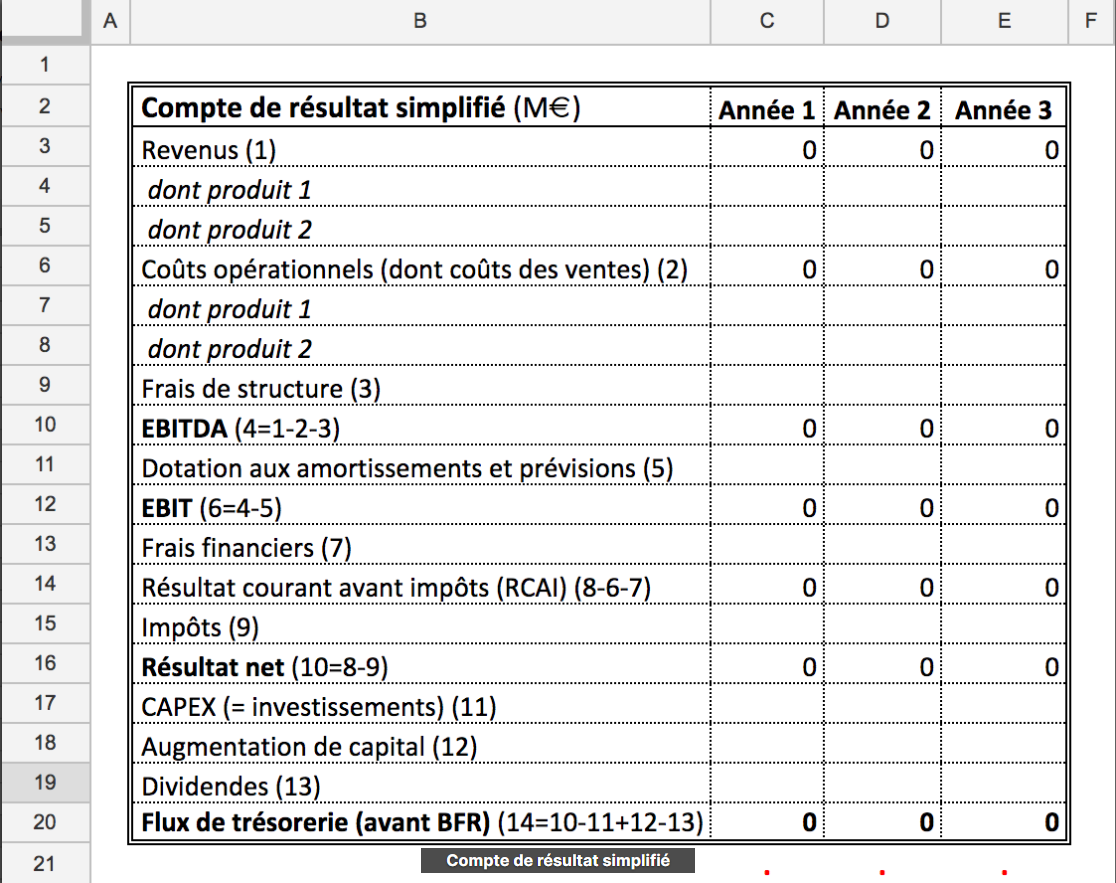 A B C D E F
1
2 Compte de résultat simplifié (M€) Année 1 Année 2 Année 3
3 Revenus (1) 0 0 0
4 dont produit 1
5 dont produit 2
6 Coûts opérationnels (dont coûts des ventes) (2) 0 0 0
7 dont produit 1
8 dont produit 2
9 Frais de structure (3)
10 EBITDA (4=1-2-3) 0 0 0
11 Dotation aux amortissements et prévisions (5)
12 EBIT (6=4-5) 0 0 0
13 Frais financiers (7)
14 Résultat courant avant impôts (RCAI) (8-6-7) 0 0 0
15 Impôts (9)
16 Résultat net (10=8-9) 0 0 0
17 CAPEX (= investissements) (11)
18 Augmentation de capital (12)
19 Dividendes (13)
20 Flux de trésorerie (avant BFR) (14=10-11+12-13) 0 0 0
21
Compte de résultat simplifié